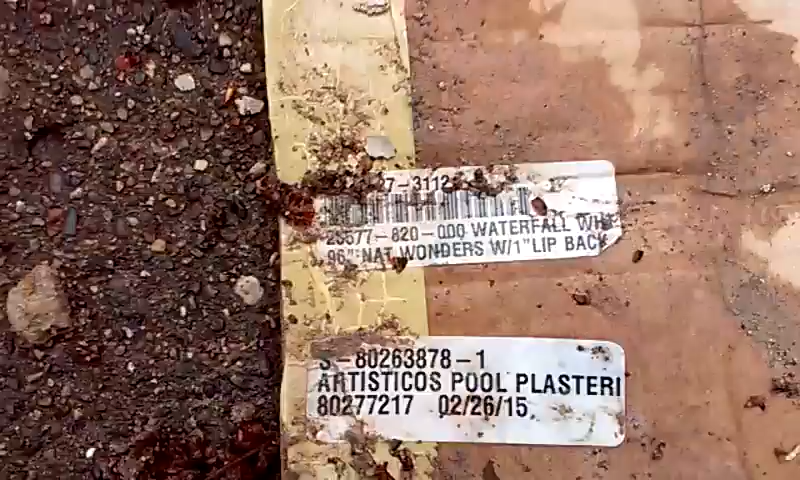 7-3112
25577-820-000 WATERFALL WH
96" NAT WONDERS W/1" LIP BACK
S-80263878-1
ARTISTICOS POOL PLASTERI
80277217 02/26/15